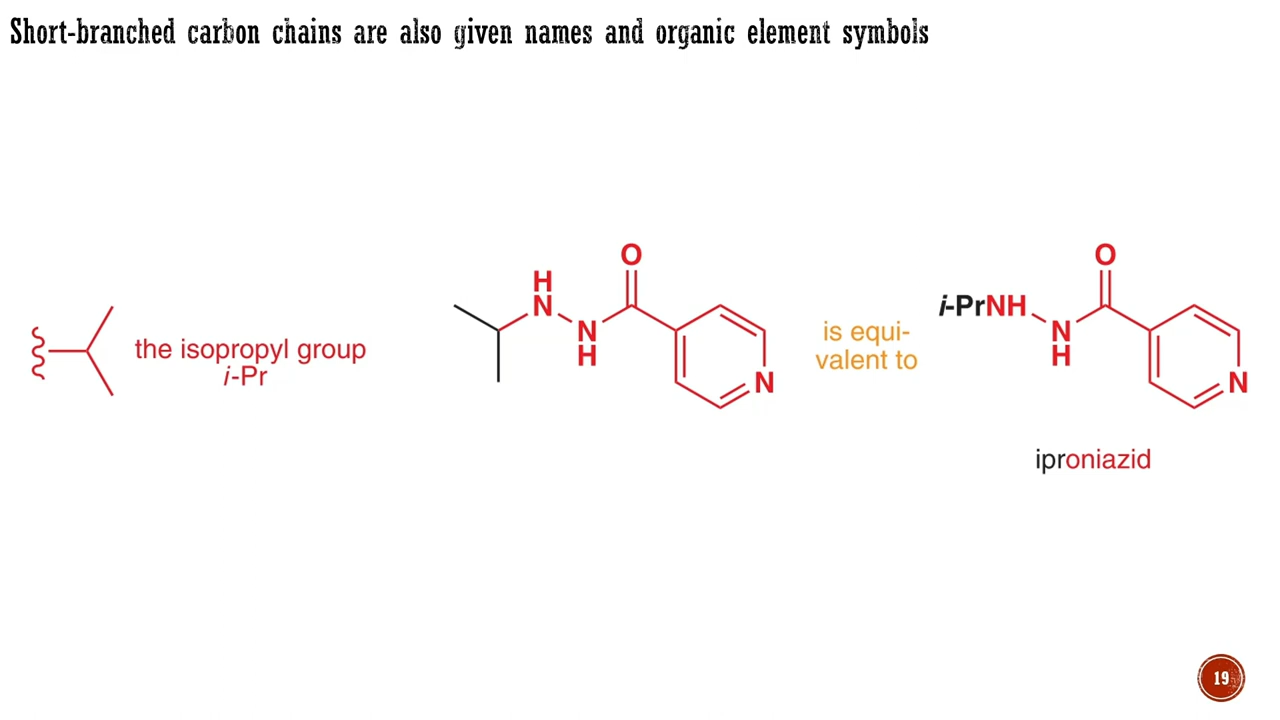 Short-branched carbon chains are also given names and organic element symbols
the isopropyl group
i-Pr
O
H
N
N
H
N
is equi-
valent to
O
i-PrNH
N
H
N
iproniazid
19